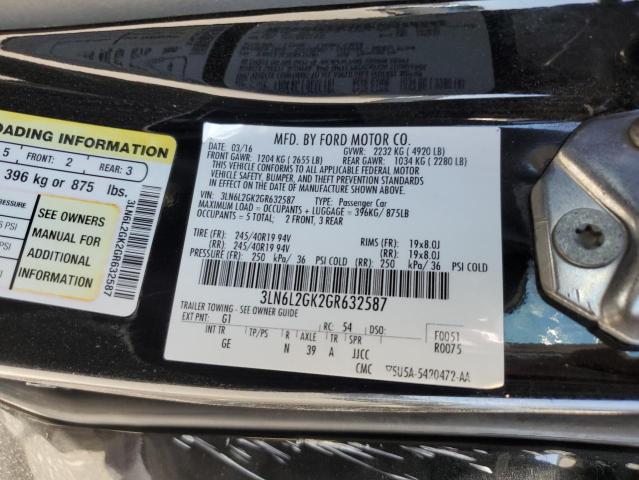 LOADING INFORMATION
5 FRONT: 2 REAR: 3
396 kg or 875 lbs.
PRESSURE
PSI
SEE OWNERS
MANUAL FOR
ADDITIONAL
INFORMATION
3LN6L2GK2GR632587
MFD. BY FORD MOTOR CO.
03/16 GVWR: 2232 KG ( 4920 LB)
FRONT GAWR: 1204 KG ( 2655 LB) REAR GAWR: 1034 KG ( 2280 LB)
THIS VEHICLE CONFORMS TO ALL APPLICABLE FEDERAL MOTOR
VEHICLE SAFETY, BUMPER, AND THEFT PREVENTION STANDARDS IN
EFFECT ON THE DATE OF MANUFACTURE SHOWN ABOVE.
VIN: 3LN6L2GK2GR632587 TYPE: Passenger Car
MAXIMUM LOAD = OCCUPANTS + LUGGAGE = 396KG/ 875LB
OCCUPANTS = 5 TOTAL 2 FRONT, 3 REAR
TIRE (FR): 245/40R19 94V RIMS (FR): 19x8.0J
(RR): 245/40R19 94V (RR): 19x8.0J
PRESSURE (FR): 250 kPa/ 36 PSI COLD (RR): 250 kPa/ 36 PSI COLD
3LN6L2GK2GR632587
TRAILER TOWING - SEE OWNER GUIDE
EXT PNT: G1 RC: 54 DSO: F0051
INT TR TP/PS R AXLE TR SPR R0075
GE N 39 A JJCC
CMC 5U5A-5420472-AA